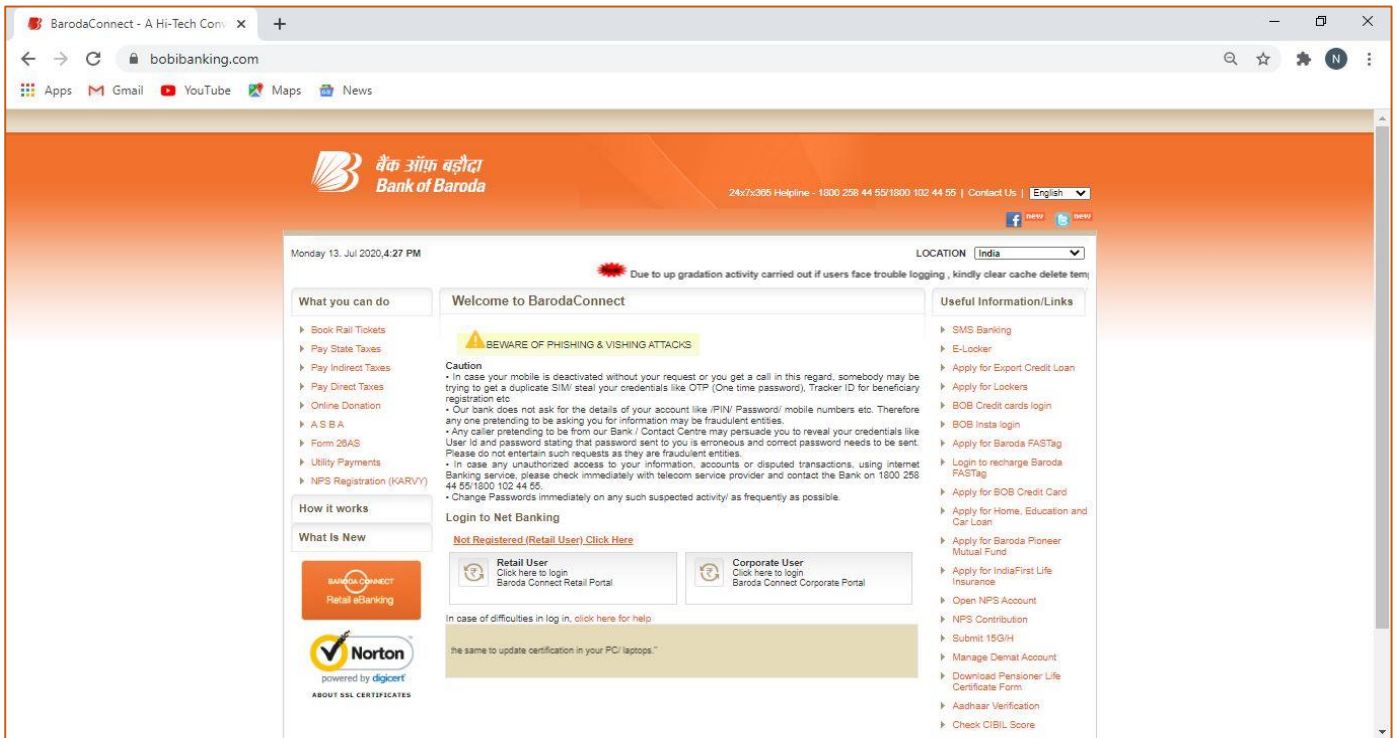 BarodaConnect - A Hi-Tech Conv
bobibanking.com
N
Apps Gmail YouTube Maps News
बैंक ऑफ़ बड़ौदा
Bank of Baroda
24x7x365 Helpline - 1800 258 44 55/1800 102 44 55 | Contact Us | English
new new
Monday 13. Jul 2020,4:27 PM
LOCATION India
New Due to up gradation activity carried out if users face trouble logging , kindly clear cache delete temp
What you can do
Book Rail Tickets
Pay State Taxes
Pay Indirect Taxes
Pay Direct Taxes
Online Donation
A S B A
Form 26AS
Utility Payments
NPS Registration (KARVY)
How it works
What Is New
BARODA CONNECT
Retail eBanking
Norton
powered by digicert
ABOUT SSL CERTIFICATES
Welcome to BarodaConnect
BEWARE OF PHISHING & VISHING ATTACKS
Caution
• In case your mobile is deactivated without your request or you get a call in this regard, somebody may be
trying to get a duplicate SIM/ steal your credentials like OTP (One time password), Tracker ID for beneficiary
registration etc
• Our bank does not ask for the details of your account like /PIN/ Password/ mobile numbers etc. Therefore
any one pretending to be asking you for information may be fraudulent entities.
• Any caller pretending to be from our Bank / Contact Centre may persuade you to reveal your credentials like
User Id and password stating that password sent to you is erroneous and correct password needs to be sent.
Please do not entertain such requests as they are fraudulent entities.
• In case any unauthorized access to your information, accounts or disputed transactions, using internet
Banking service, please check immediately with telecom service provider and contact the Bank on 1800 258
44 55/1800 102 44 55.
• Change Passwords immediately on any such suspected activity/ as frequently as possible.
Login to Net Banking
Not Registered (Retail User) Click Here
Retail User
Click here to login
Baroda Connect Retail Portal
Corporate User
Click here to login
Baroda Connect Corporate Portal
In case of difficulties in log in, click here for help
the same to update certification in your PC/ laptops."
Useful Information/Links
SMS Banking
E-Locker
Apply for Export Credit Loan
Apply for Lockers
BOB Credit cards login
BOB Insta login
Apply for Baroda FASTag
Login to recharge Baroda
FASTag
Apply for BOB Credit Card
Apply for Home, Education and
Car Loan
Apply for Baroda Pioneer
Mutual Fund
Apply for IndiaFirst Life
Insurance
Open NPS Account
NPS Contribution
Submit 15G/H
Manage Demat Account
Download Pensioner Life
Certificate Form
Aadhaar Verification
Check CIBIL Score